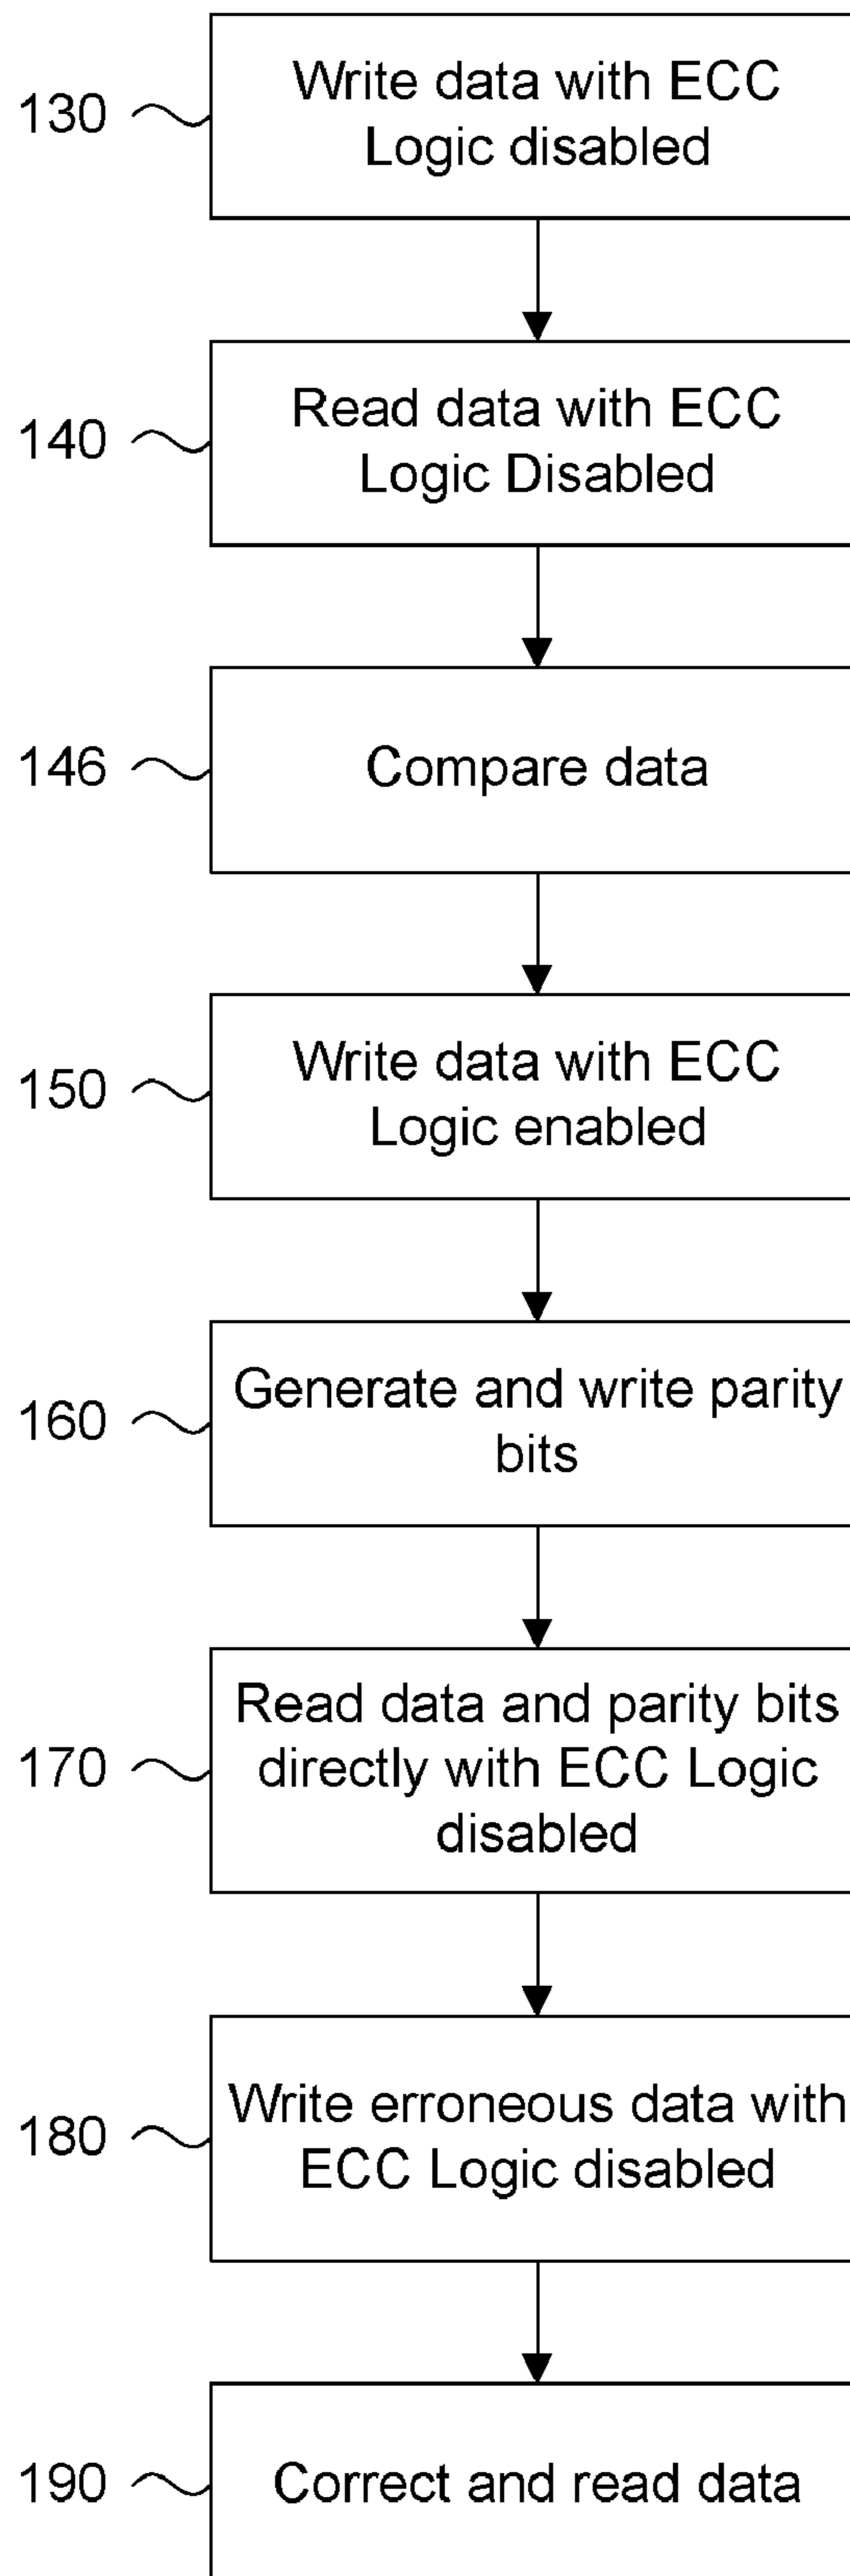 130
Write data with ECC
Logic disabled
140
Read data with ECC
Logic Disabled
146
Compare data
150
Write data with ECC
Logic enabled
160
Generate and write parity
bits
170
Read data and parity bits
directly with ECC Logic
disabled
180
Write erroneous data with
ECC Logic disabled
190
Correct and read data